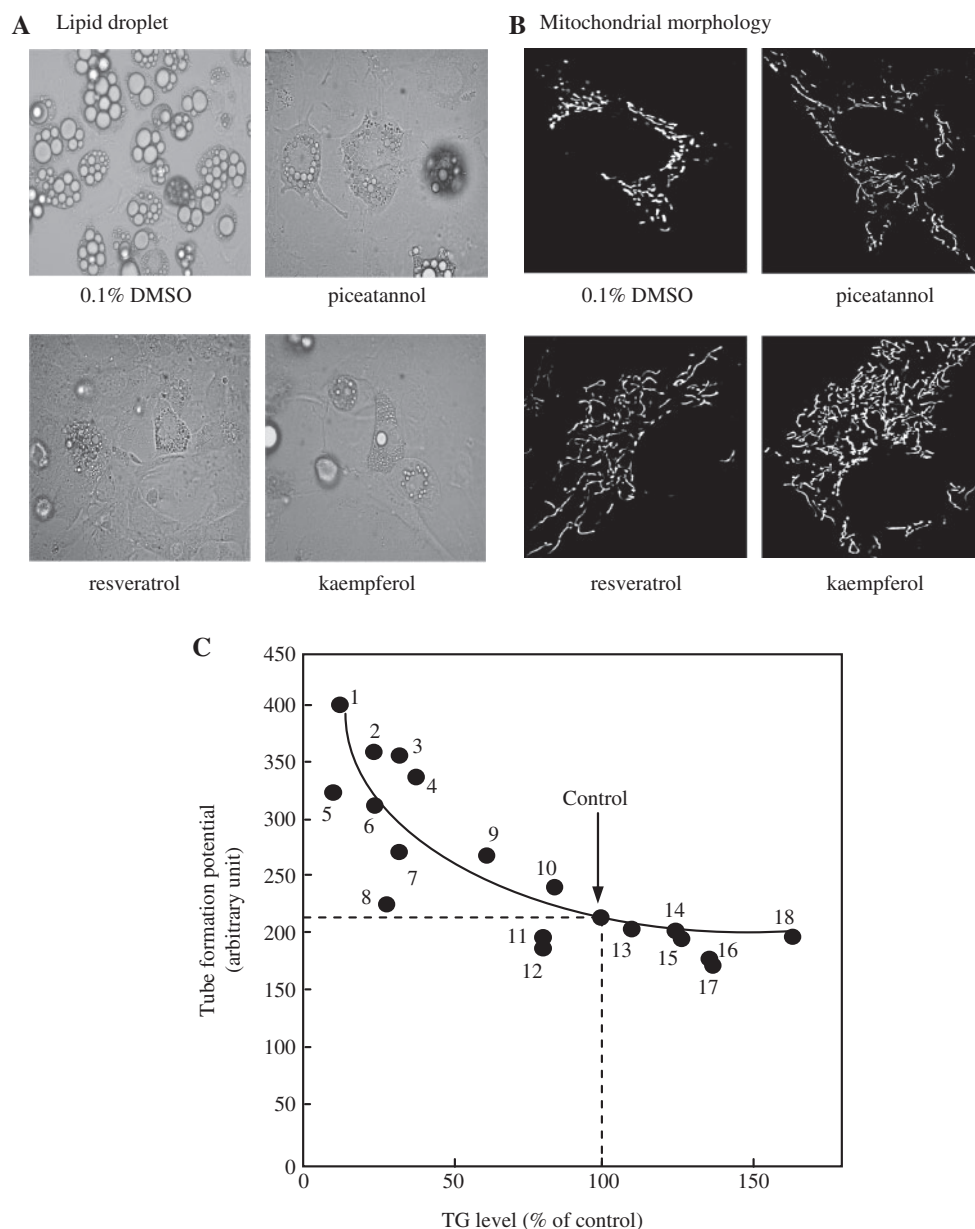 A Lipid droplet
B Mitochondrial morphology
0.1% DMSO
piceatannol
0.1% DMSO
piceatannol
resveratrol
kaempferol
resveratrol
kaempferol
C
450
400
350
300
250
200
150
100
50
0
Tube formation potential
(arbitrary unit)
1
2
3
4
5
6
7
8
9
10
Control
11
12
13
14
15
16
17
18
0
50
100
150
TG level (% of control)